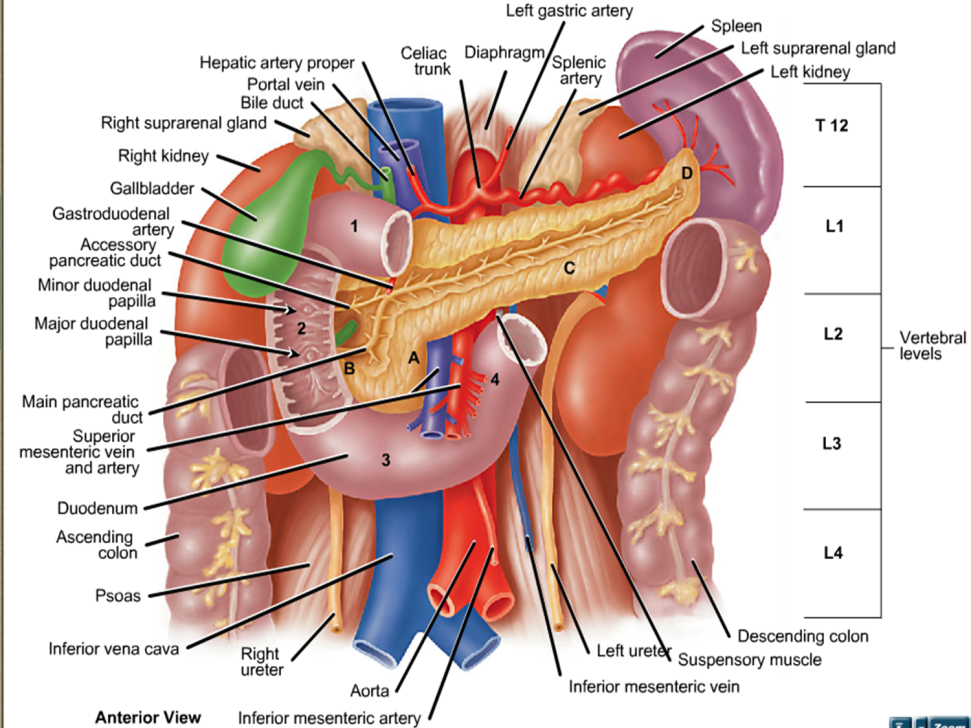 Left gastric artery
Spleen
Left suprarenal gland
Left kidney
Hepatic artery proper
Portal vein
Bile duct
Right suprarenal gland
Right kidney
Gallbladder
Gastroduodenal
artery
Accessory
pancreatic duct
Minor duodenal
papilla
Major duodenal
papilla
Main pancreatic
duct
Superior
mesenteric vein
and artery
Duodenum
Ascending
colon
Psoas
Inferior vena cava
Right
ureter
Aorta
Inferior mesenteric artery
Anterior View
Celiac
trunk
Diaphragm
Splenic
artery
1
2
3
4
A
B
C
D
T 12
L1
L2
L3
L4
Vertebral
levels
Descending colon
Suspensory muscle
Left ureter
Inferior mesenteric vein
Zoom